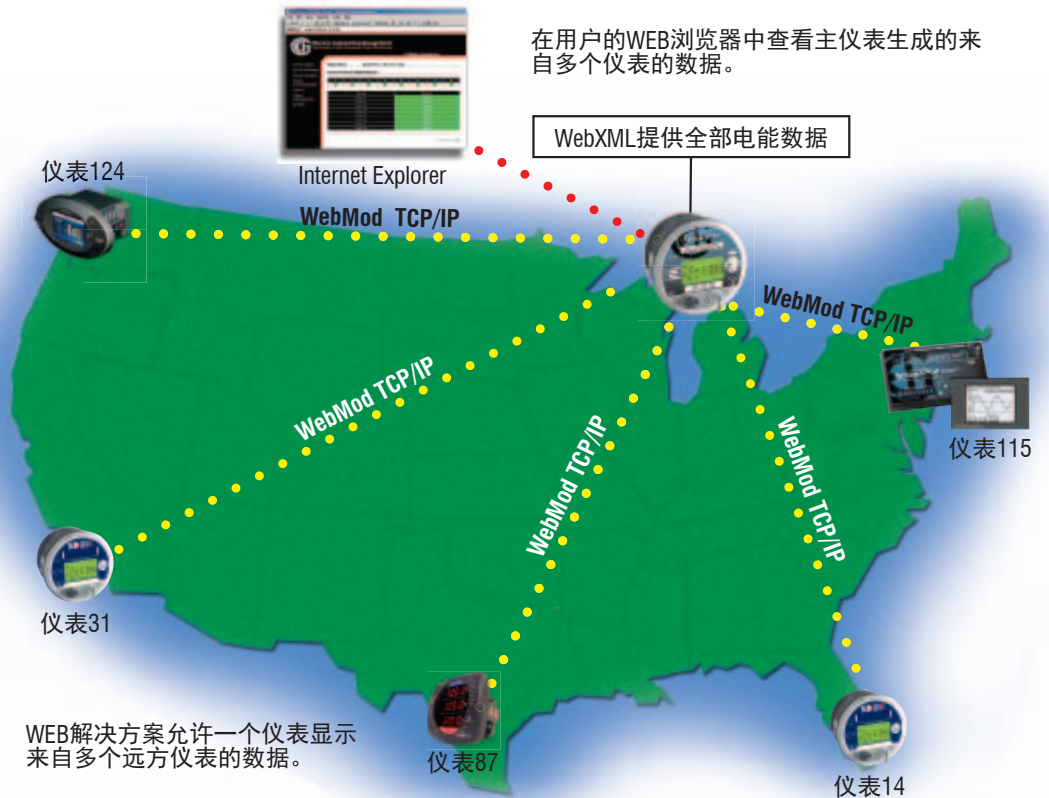 在用户的WEB浏览器中查看主仪表生成的来
自多个仪表的数据。
WebXML提供全部电能数据
Internet Explorer
仪表124
WebMod TCP/IP
WebMod TCP/IP
WebMod TCP/IP
WebMod TCP/IP
WebMod TCP/IP
仪表115
仪表31
仪表87
仪表14
WEB解决方案允许一个仪表显示
来自多个远方仪表的数据。